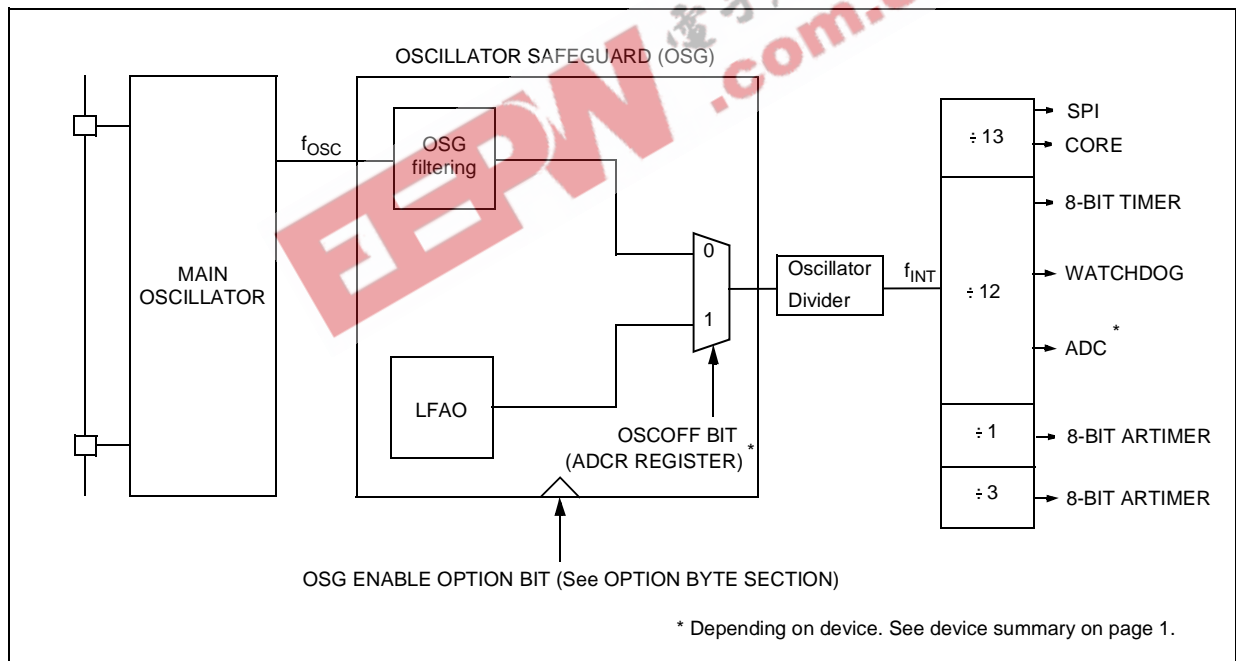 OSCILLATOR SAFEGUARD (OSG)
MAIN
OSCILLATOR
fOSC
OSG
filtering
LFAO
0
1
OSCOFF BIT
(ADCR REGISTER) *
Oscillator
Divider
fINT
÷ 13
÷ 12
÷ 1
÷ 3
SPI
CORE
8-BIT TIMER
WATCHDOG
ADC *
8-BIT ARTIMER
8-BIT ARTIMER
OSG ENABLE OPTION BIT (See OPTION BYTE SECTION)
* Depending on device. See device summary on page 1.
EEPW
.com.